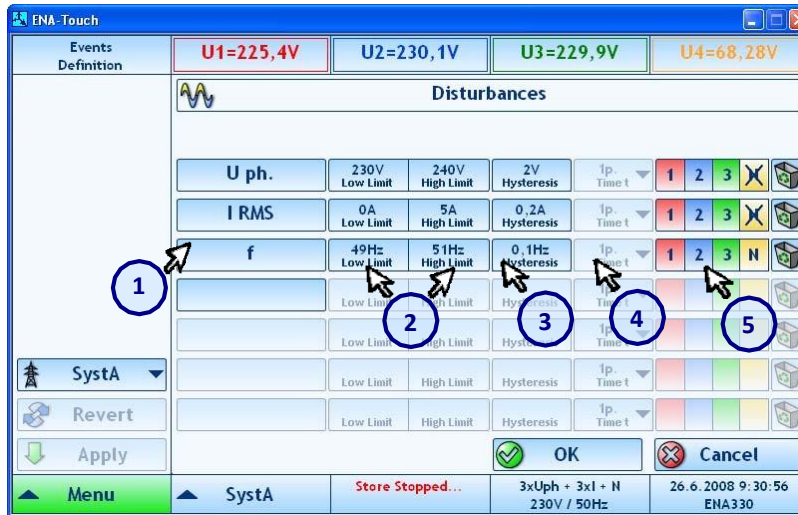 ENA-Touch
Events
Definition
U1=225,4V
U2=230,1V
U3=229,9V
U4=68,28V
Disturbances
U ph.
230V
Low Limit
240V
High Limit
2V
Hysteresis
1p.
Time t
1 2 3 N
I RMS
0A
Low Limit
5A
High Limit
0,2A
Hysteresis
1p.
Time t
1 2 3 N
f
49Hz
Low Limit
51Hz
High Limit
0,1Hz
Hysteresis
1p.
Time t
1 2 3 N
1
2
3
4
5
Low Limit
High Limit
Hysteresis
Time t
Low Limit
High Limit
Hysteresis
1p.
Time t
SystA
Low Limit
High Limit
Hysteresis
1p.
Time t
Revert
Low Limit
High Limit
Hysteresis
1p.
Time t
Apply
OK
Cancel
Menu
SystA
Store Stopped...
3xUph + 3xI + N
230V / 50Hz
26.6.2008 9:30:56
ENA330